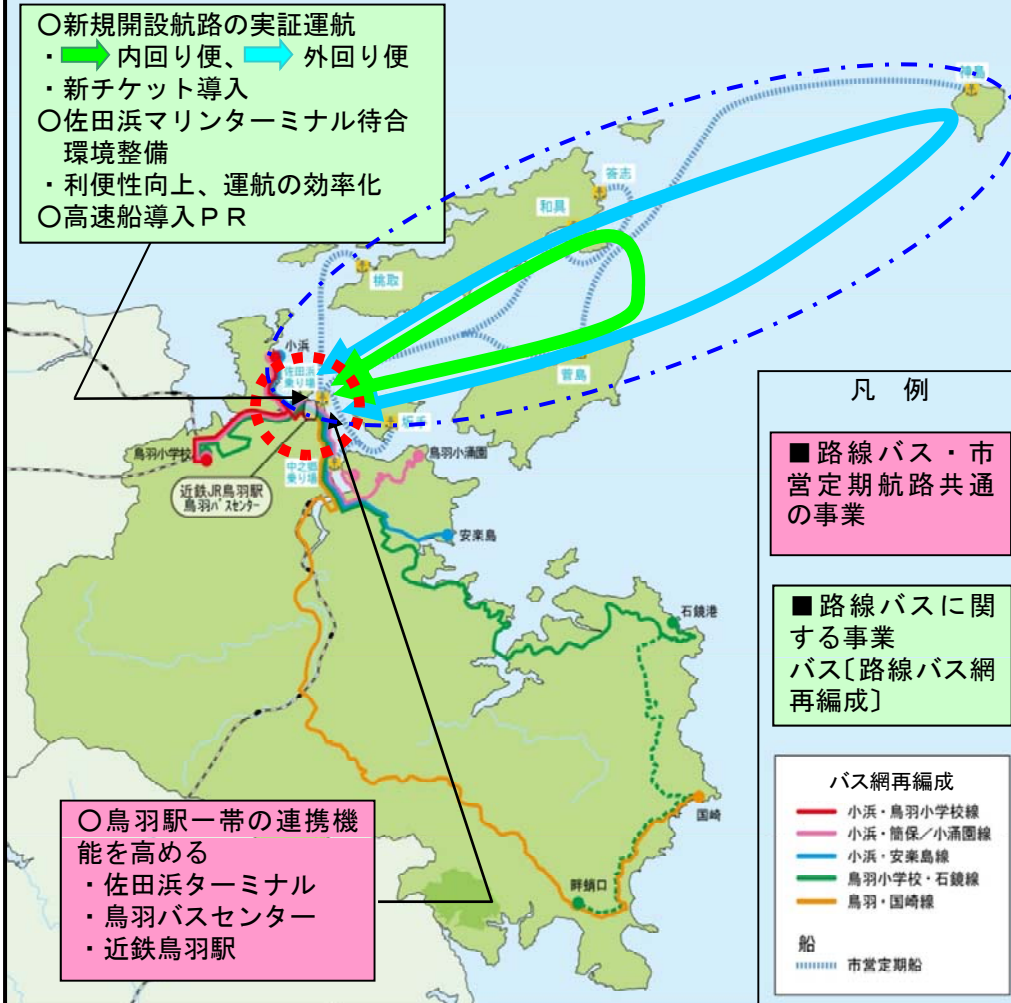 〇新規開設航路の実証運航
・ 内回り便、 外回り便
・新チケット導入
〇佐田浜マリンターミナル待合
環境整備
・利便性向上、運航の効率化
〇高速船導入ＰＲ
神島
答志
和具
桃取
小浜
佐田浜
乗り場
菅島
坂手
鳥羽小学校
中之郷
乗り場
鳥羽小涌園
近鉄JR鳥羽駅
鳥羽バスセンター
安楽島
石鏡港
国崎
畔蛸口
凡 例
■路線バス・市
営定期航路共通
の事業
■路線バスに関
する事業
バス〔路線バス網
再編成〕
バス網再編成
小浜・鳥羽小学校線
小浜・簡保／小涌園線
小浜・安楽島線
鳥羽小学校・石鏡線
鳥羽・国崎線
船
市営定期船
〇鳥羽駅一帯の連携機
能を高める
・佐田浜ターミナル
・鳥羽バスセンター
・近鉄鳥羽駅